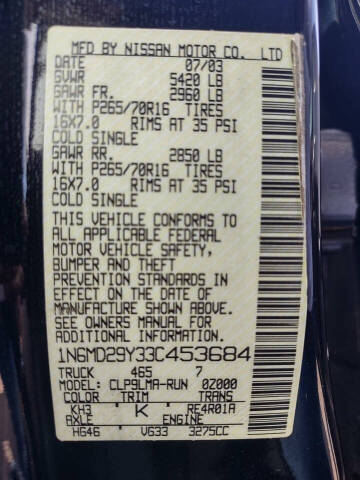 MFD BY NISSAN MOTOR CO. LTD
DATE 07/03
GVWR 5420 LB
GAWR FR. 2960 LB
WITH P265/70R16 TIRES
16X7.0 RIMS AT 35 PSI
COLD SINGLE
GAWR RR. 2850 LB
WITH P265/70R16 TIRES
16X7.0 RIMS AT 35 PSI
COLD SINGLE
THIS VEHICLE CONFORMS TO
ALL APPLICABLE FEDERAL
MOTOR VEHICLE SAFETY,
BUMPER AND THEFT
PREVENTION STANDARDS IN
EFFECT ON THE DATE OF
MANUFACTURE SHOWN ABOVE.
SEE OWNERS MANUAL FOR
ADDITIONAL INFORMATION.
1N6MD29Y33C453684
TRUCK 465 7
MODEL: CLP9LMA-RUN 0Z000
COLOR TRIM TRANS
KH3 K RE4R01A
AXLE ENGINE
HG46 VG33 3275CC